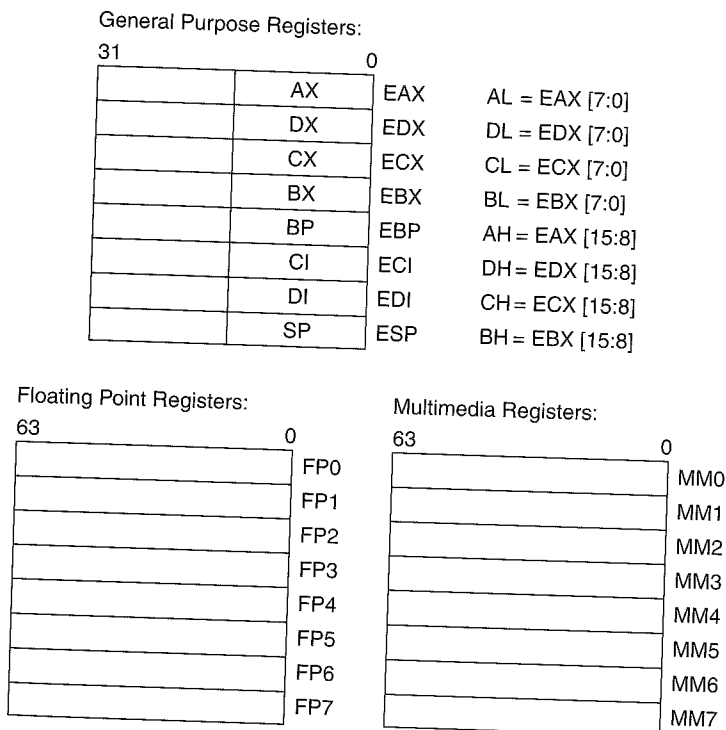 General Purpose Registers:
31 0
AX EAX AL = EAX [7:0]
DX EDX DL = EDX [7:0]
CX ECX CL = ECX [7:0]
BX EBX BL = EBX [7:0]
BP EBP AH = EAX [15:8]
CI ECI DH = EDX [15:8]
DI EDI CH = ECX [15:8]
SP ESP BH = EBX [15:8]
Floating Point Registers:
63 0
FP0
FP1
FP2
FP3
FP4
FP5
FP6
FP7
Multimedia Registers:
63 0
MM0
MM1
MM2
MM3
MM4
MM5
MM6
MM7